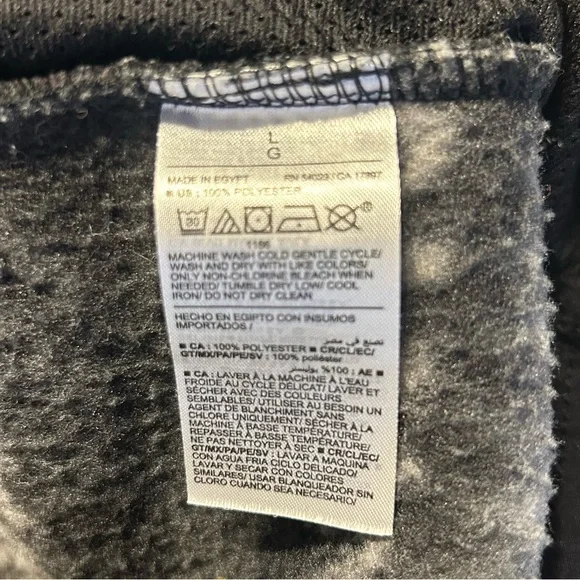 L
G
MADE IN EGYPT RN 54023 / CA 17897
■ US : 100% POLYESTER
30 ®
1186
MACHINE WASH COLD GENTLE CYCLE/
WASH AND DRY WITH LIKE COLORS/
ONLY NON-CHLORINE BLEACH WHEN
NEEDED/ TUMBLE DRY LOW/ COOL
IRON/ DO NOT DRY CLEAN
HECHO EN EGIPTO CON INSUMOS
IMPORTADOS / صنع في مصر
■ CA : 100% POLYESTER ■ CR/CL/EC/
GT/MX/PA/PE/SV : 100% poliéster
■ AE : 100% بوليستر
■ CA : LAVER À LA MACHINE À L'EAU
FROIDE AU CYCLE DÉLICAT/ LAVER ET
SÉCHER AVEC DES COULEURS
SEMBLABLES/ UTILISER AU BESOIN UN
AGENT DE BLANCHIMENT SANS
CHLORE UNIQUEMENT/ SÉCHER À LA
MACHINE À BASSE TEMPÉRATURE/
REPASSER À BASSE TEMPÉRATURE/
NE PAS NETTOYER À SEC ■ CR/CL/EC/
GT/MX/PA/PE/SV : LAVAR A MAQUINA
CON AGUA FRIA CICLO DELICADO/
LAVAR Y SECAR CON COLORES
SIMILARES/ USAR BLANQUEADOR SIN
CLORO CUANDO SEA NECESARIO/